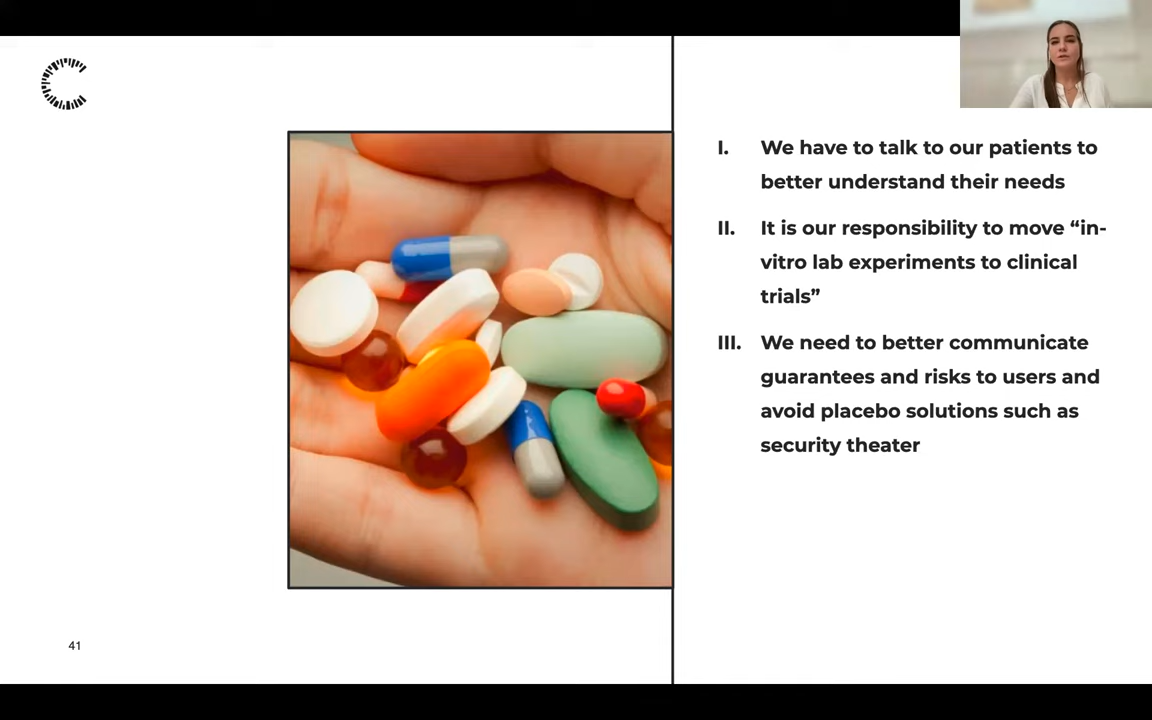 I. We have to talk to our patients to
better understand their needs
II. It is our responsibility to move “in-
vitro lab experiments to clinical
trials”
III. We need to better communicate
guarantees and risks to users and
avoid placebo solutions such as
security theater
41